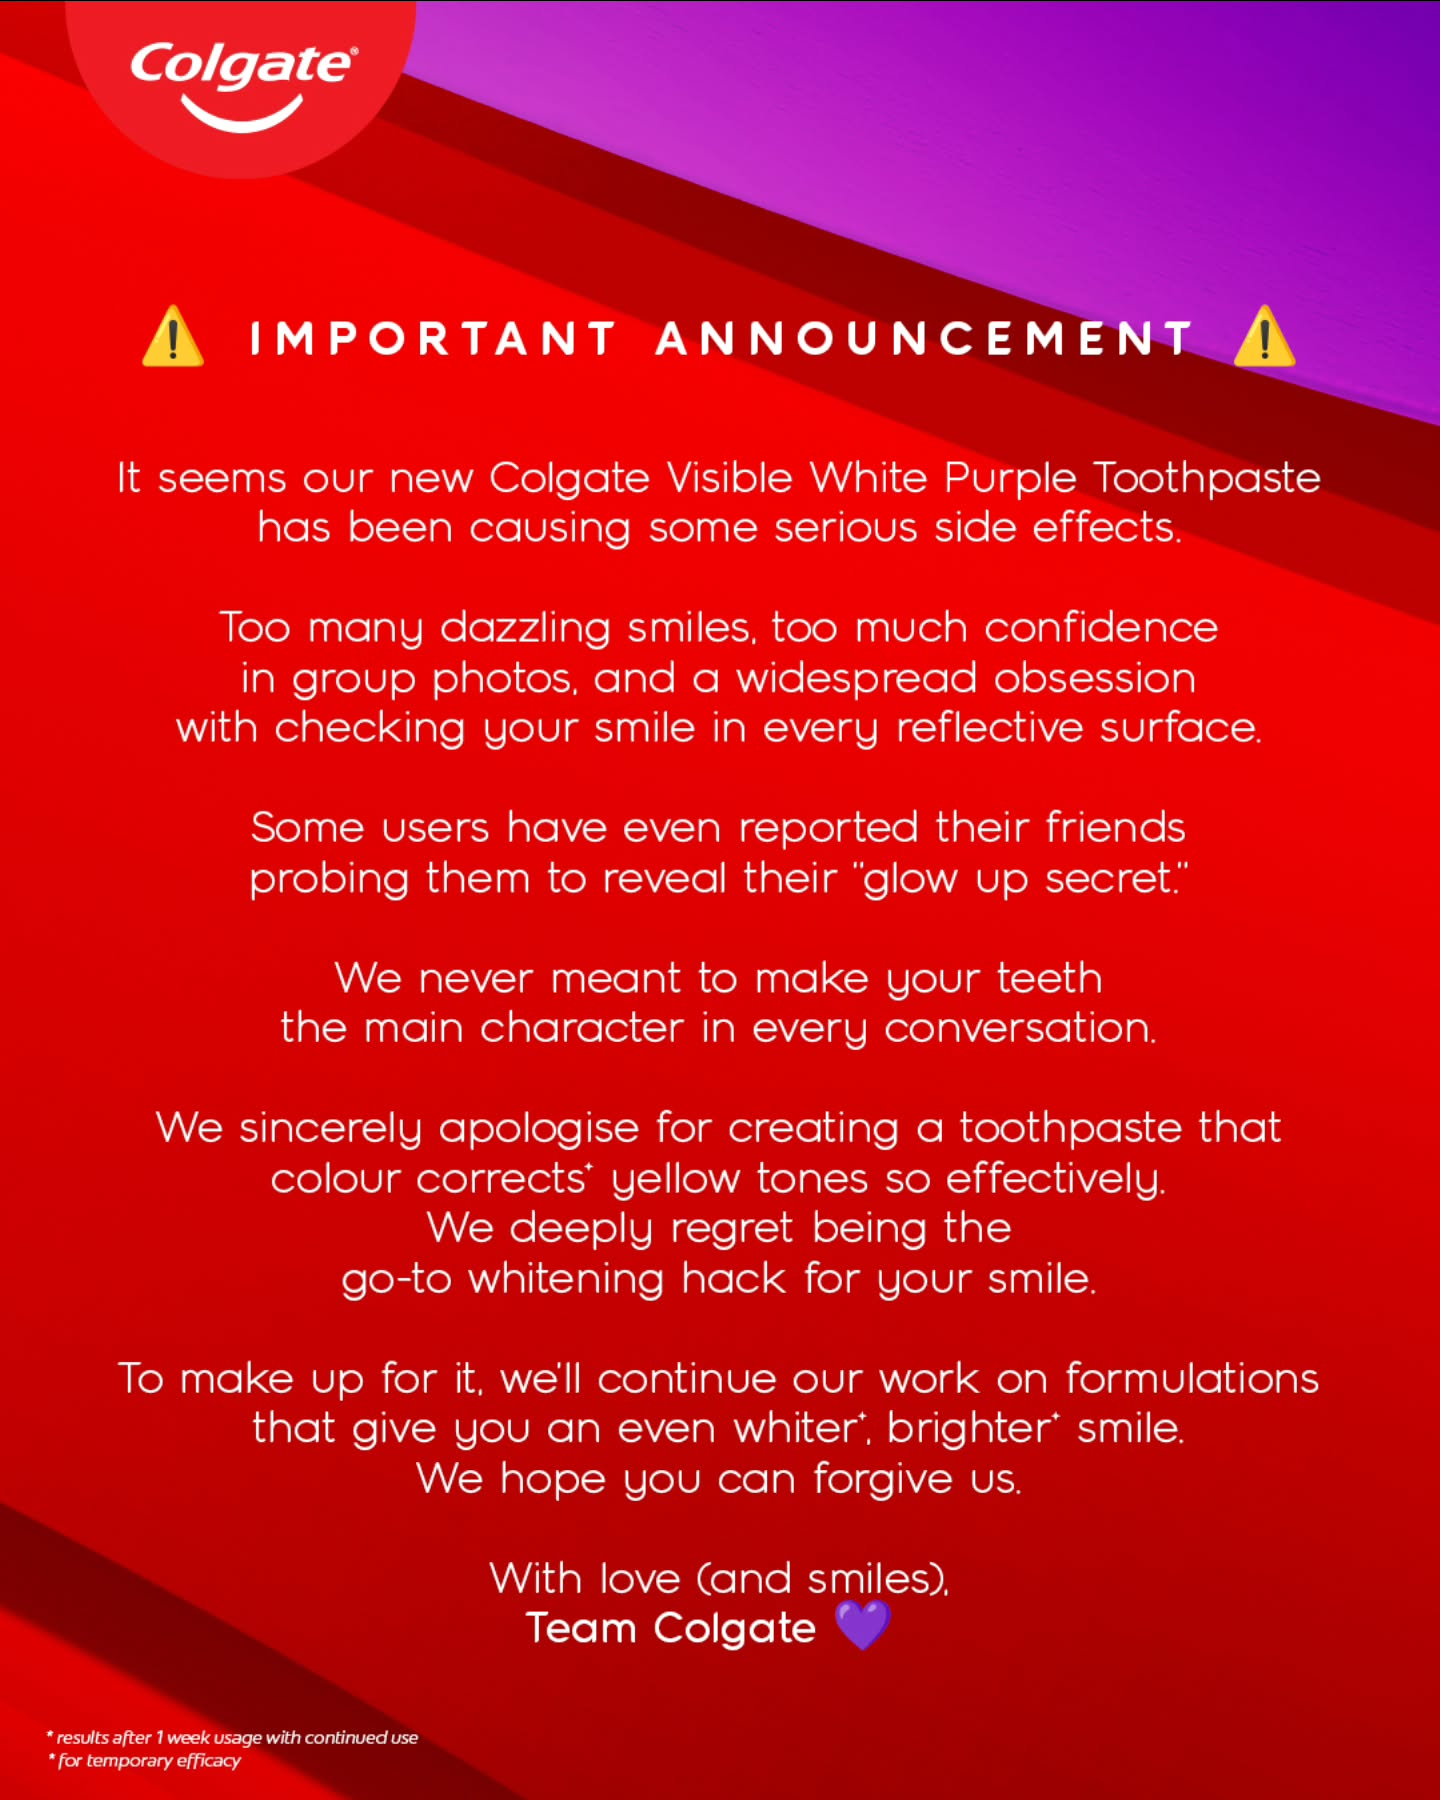 Colgate®
⚠️ IMPORTANT ANNOUNCEMENT ⚠️
It seems our new Colgate Visible White Purple Toothpaste
has been causing some serious side effects.
Too many dazzling smiles, too much confidence
in group photos, and a widespread obsession
with checking your smile in every reflective surface.
Some users have even reported their friends
probing them to reveal their "glow up secret."
We never meant to make your teeth
the main character in every conversation.
We sincerely apologise for creating a toothpaste that
colour corrects⁺ yellow tones so effectively.
We deeply regret being the
go-to whitening hack for your smile.
To make up for it, we'll continue our work on formulations
that give you an even whiter⁺, brighter⁺ smile.
We hope you can forgive us.
With love (and smiles),
Team Colgate 💜
* results after 1 week usage with continued use
* for temporary efficacy